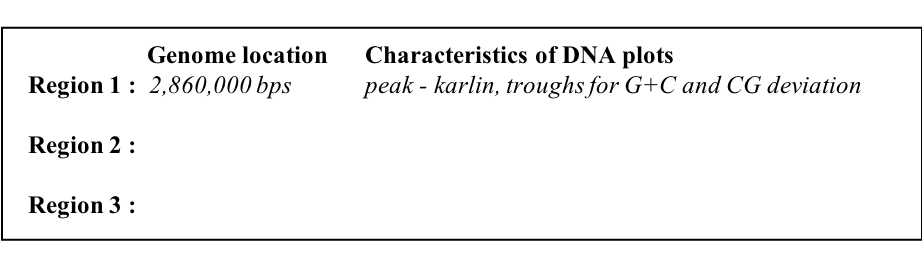 Genome location Characteristics of DNA plots
Region 1 : 2,860,000 bps peak - karlin, troughs for G+C and CG deviation
Region 2 :
Region 3 :